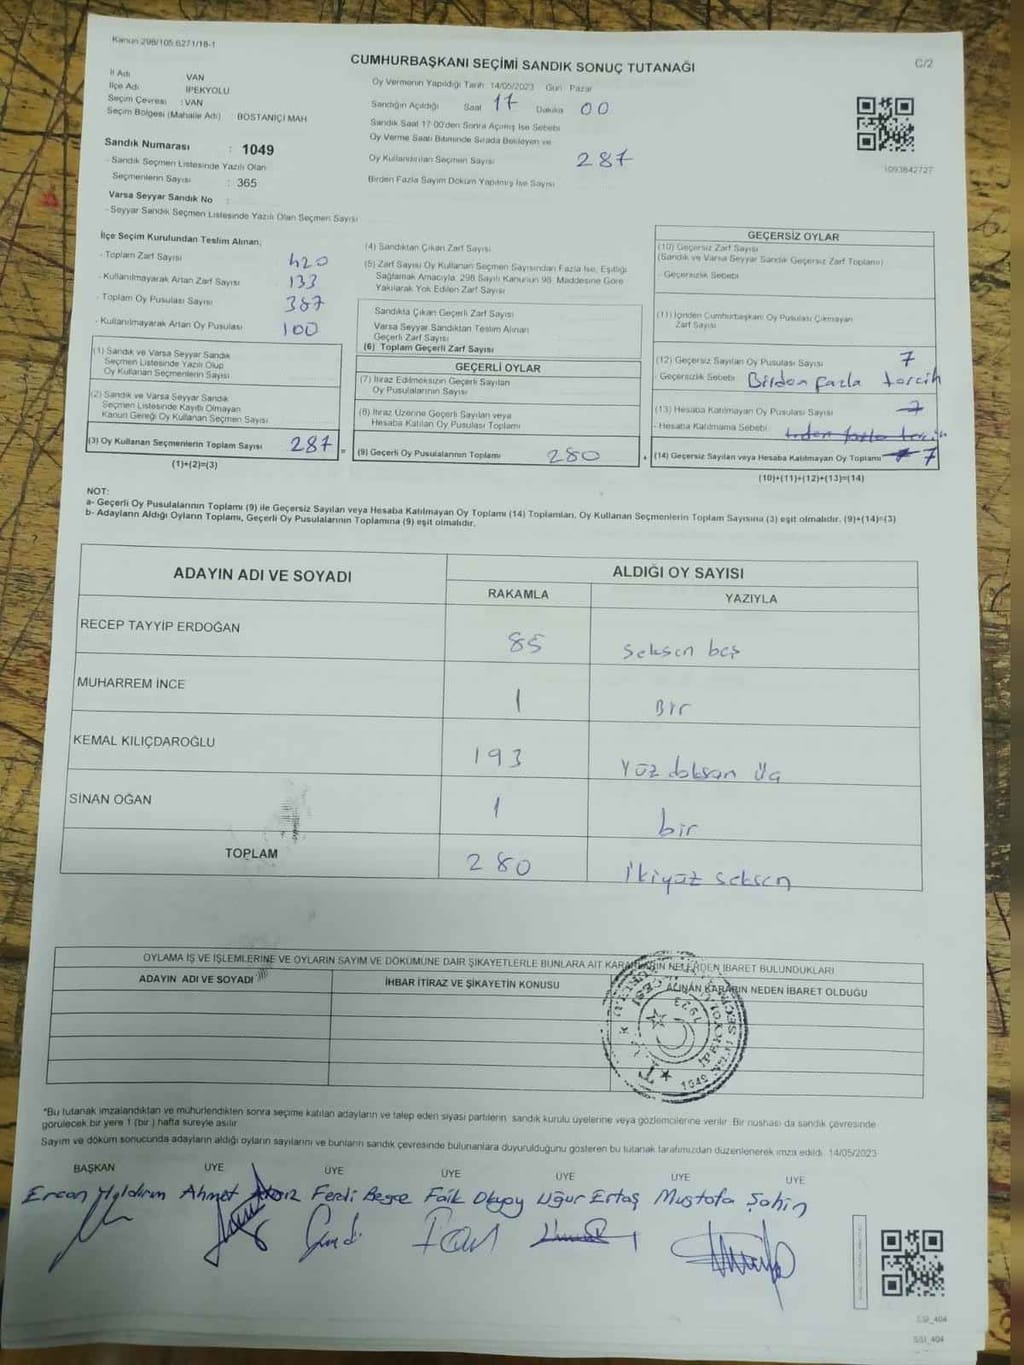 Kanun 298/105 6271/18-1
CUMHURBAŞKANI SEÇİMİ SANDIK SONUÇ TUTANAĞI
C/2
İl Adı VAN
İlçe Adı İPEKYOLU
Seçim Çevresi : VAN
Seçim Bölgesi (Mahalle Adı) : BOSTANİÇİ MAH
Sandık Numarası : 1049
- Sandık Seçmen Listesinde Yazılı Olan
Seçmenlerin Sayısı : 365
Varsa Seyyar Sandık No :
- Seyyar Sandık Seçmen Listesinde Yazılı Olan Seçmen Sayısı
Oy Vermenin Yapıldığı Tarih: 14/05/2023 Gün: Pazar
Sandığın Açıldığı Saat 17 Dakika 00
Sandık Saat 17:00'den Sonra Açılmış İse Sebebi
Oy Verme Saati Bitiminde Sırada Bekleyen ve
Oy Kullandırılan Seçmen Sayısı 287
Birden Fazla Sayım Döküm Yapılmış İse Sayısı
1093842727
İlçe Seçim Kurulundan Teslim Alınan;
- Toplam Zarf Sayısı 420
- Kullanılmayarak Artan Zarf Sayısı 133
- Toplam Oy Pusulası Sayısı 387
- Kullanılmayarak Artan Oy Pusulası 100
(1) Sandık ve Varsa Seyyar Sandık
Seçmen Listesinde Yazılı Olup
Oy Kullanan Seçmenlerin Sayısı
(2) Sandık ve Varsa Seyyar Sandık
Seçmen Listesinde Kayıtlı Olmayan
Kanun Gereği Oy Kullanan Seçmen Sayısı
(3) Oy Kullanan Seçmenlerin Toplam Sayısı 287 =
(1)+(2)=(3)
(4) Sandıktan Çıkan Zarf Sayısı
(5) Zarf Sayısı Oy Kullanan Seçmen Sayısından Fazla İse, Eşitliği
Sağlamak Amacıyla, 298 Sayılı Kanunun 98. Maddesine Göre
Yakılarak Yok Edilen Zarf Sayısı
Sandıkta Çıkan Geçerli Zarf Sayısı
Varsa Seyyar Sandıktan Teslim Alınan
Geçerli Zarf Sayısı
(6) Toplam Geçerli Zarf Sayısı
GEÇERLİ OYLAR
(7) İtiraz Edilmeksizin Geçerli Sayılan
Oy Pusulalarının Sayısı
(8) İtiraz Üzerine Geçerli Sayılan veya
Hesaba Katılan Oy Pusulası Toplamı
(9) Geçerli Oy Pusulalarının Toplamı 280 +
GEÇERSİZ OYLAR
(10) Geçersiz Zarf Sayısı
(Sandık ve Varsa Seyyar Sandık Geçersiz Zarf Toplamı)
- Geçersizlik Sebebi
(11) İçinden Cumhurbaşkanı Oy Pusulası Çıkmayan
Zarf Sayısı
(12) Geçersiz Sayılan Oy Pusulası Sayısı 7
- Geçersizlik Sebebi Birden fazla tercih
(13) Hesaba Katılmayan Oy Pusulası Sayısı 7
- Hesaba Katılmama Sebebi birden fazla tercih
(14) Geçersiz Sayılan veya Hesaba Katılmayan Oy Toplamı 7
(10)+(11)+(12)+(13)=(14)
NOT:
a- Geçerli Oy Pusulalarının Toplamı (9) ile Geçersiz Sayılan veya Hesaba Katılmayan Oy Toplamı (14) Toplamları, Oy Kullanan Seçmenlerin Toplam Sayısına (3) eşit olmalıdır. (9)+(14)=(3)
b- Adayların Aldığı Oyların Toplamı, Geçerli Oy Pusulalarının Toplamına (9) eşit olmalıdır.
ADAYIN ADI VE SOYADI ALDIĞI OY SAYISI
RAKAMLA YAZIYLA
RECEP TAYYİP ERDOĞAN 85 seksen beş
MUHARREM İNCE 1 Bir
KEMAL KILIÇDAROĞLU 193 Yüz doksan Üç
SİNAN OĞAN 1 bir
TOPLAM 280 İkiyüz seksen
OYLAMA İŞ VE İŞLEMLERİNE VE OYLARIN SAYIM VE DÖKÜMÜNE DAİR ŞİKAYETLERLE BUNLARA AİT KARARLARIN NELERDEN İBARET BULUNDUKLARI
ADAYIN ADI VE SOYADI İHBAR İTİRAZ VE ŞİKAYETİN KONUSU ALINAN KARARIN NEDEN İBARET OLDUĞU
1923
1049
*Bu tutanak imzalandıktan ve mühürlendikten sonra seçime katılan adayların ve talep eden siyasi partilerin sandık kurulu üyelerine veya gözlemcilerine verilir. Bir nüshası da sandık çevresinde
görülecek bir yere 1 (bir) hafta süreyle asılır.
Sayım ve döküm sonucunda adayların aldığı oyların sayılarını ve bunların sandık çevresinde bulunanlara duyurulduğunu gösteren bu tutanak tarafımızdan düzenlenerek imza edildi. 14/05/2023
BAŞKAN ÜYE ÜYE ÜYE ÜYE ÜYE ÜYE
Ercan Yıldırım Ahmet Ferdi Faik Okyay Uğur Ertaş Mustafa Şahin
SSI_404
SSI_404